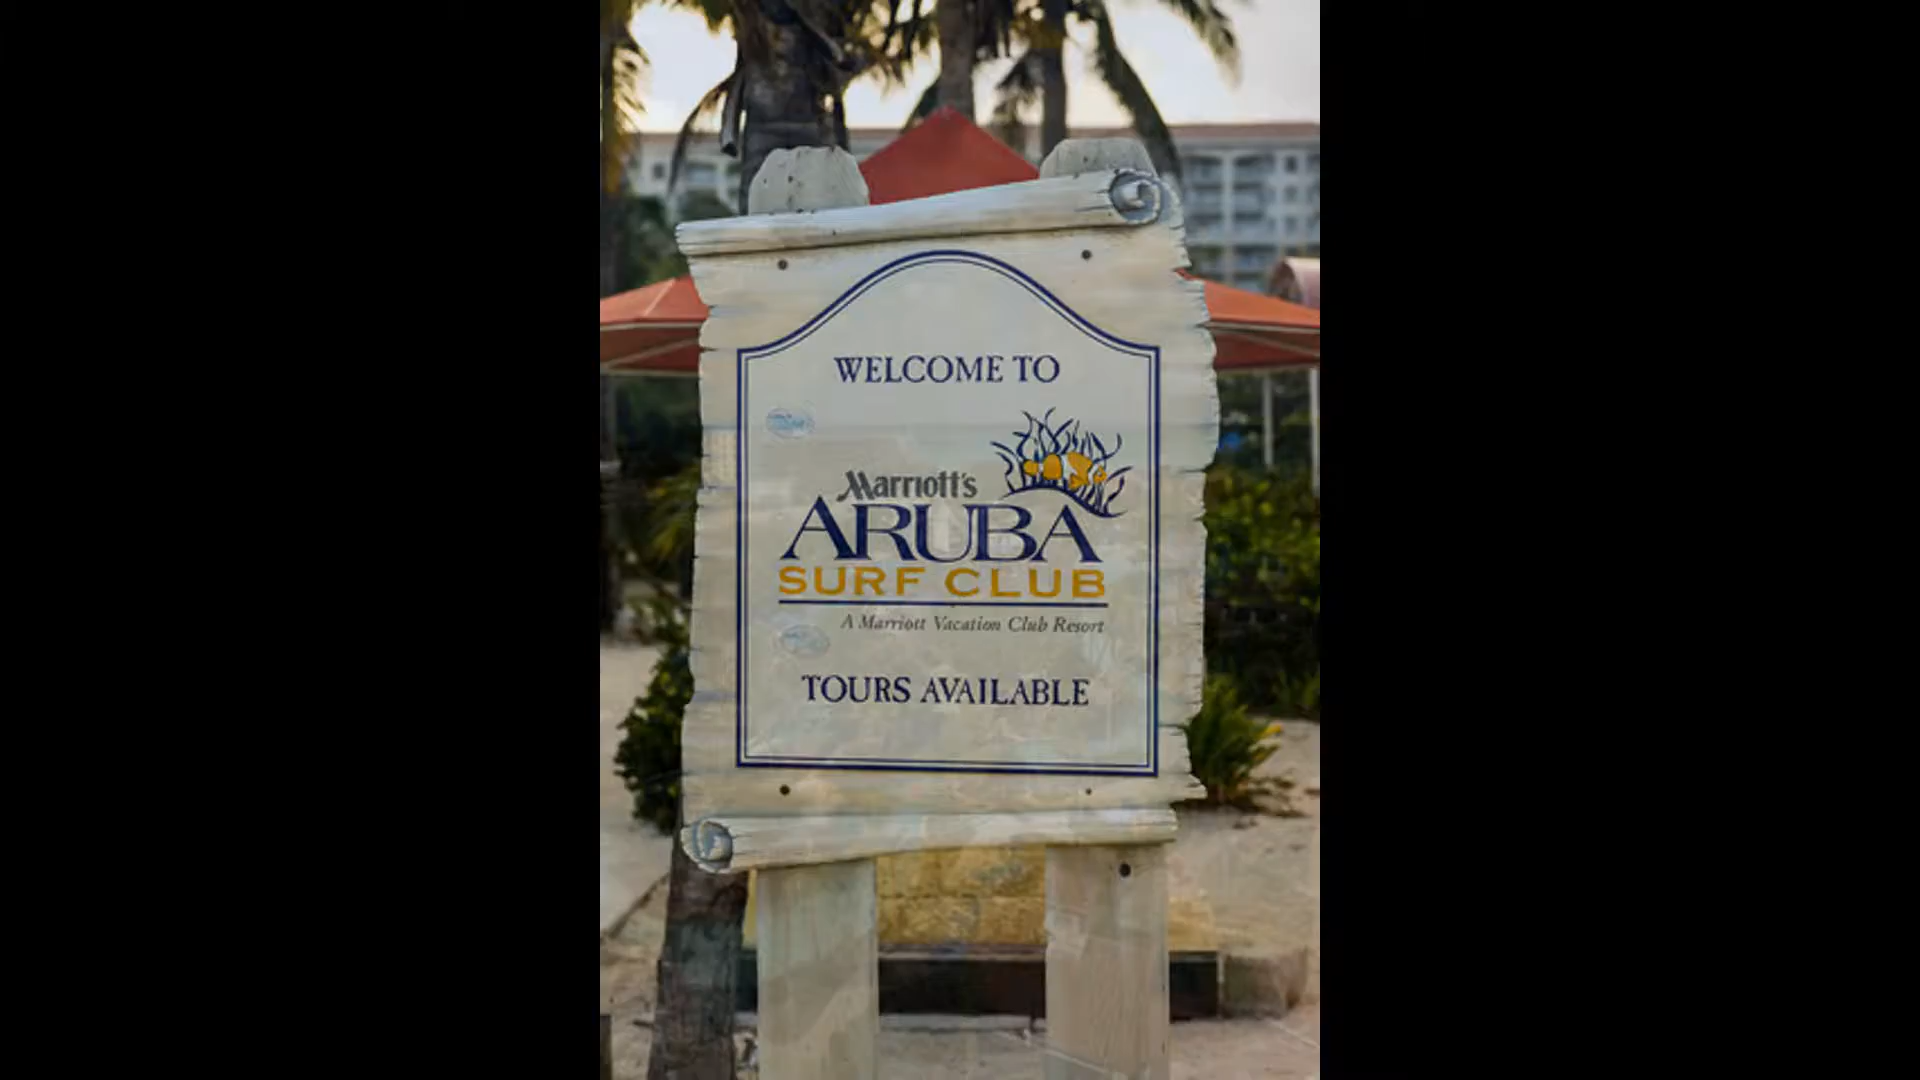 WELCOME TO
Marriott's
ARUBA
SURF CLUB
A Marriott Vacation Club Resort
TOURS AVAILABLE